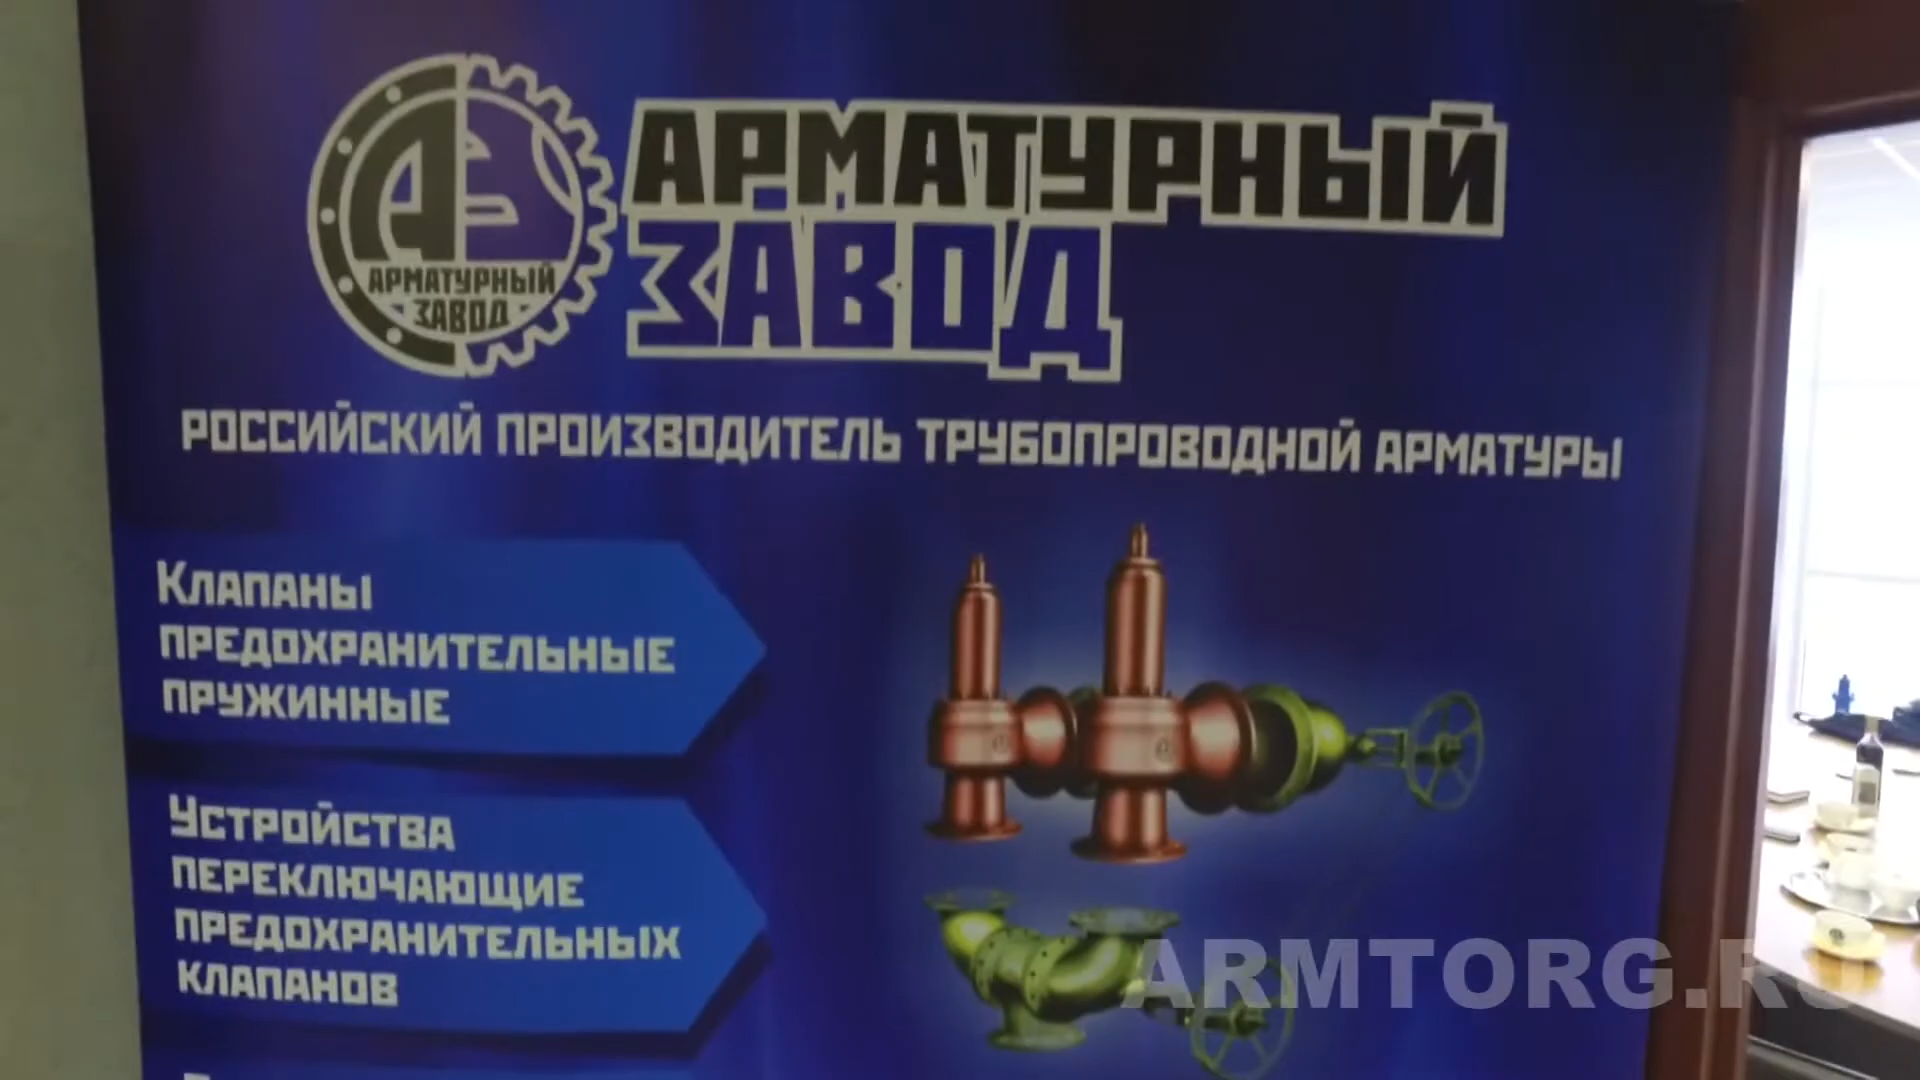 АРМАТУРНЫЙ
ЗАВОД
АЗ
АРМАТУРНЫЙ
ЗАВОД
РОССИЙСКИЙ ПРОИЗВОДИТЕЛЬ ТРУБОПРОВОДНОЙ АРМАТУРЫ
Клапаны
предохранительные
пружинные
Устройства
переключающие
предохранительных
клапанов
ARMTORG.RU